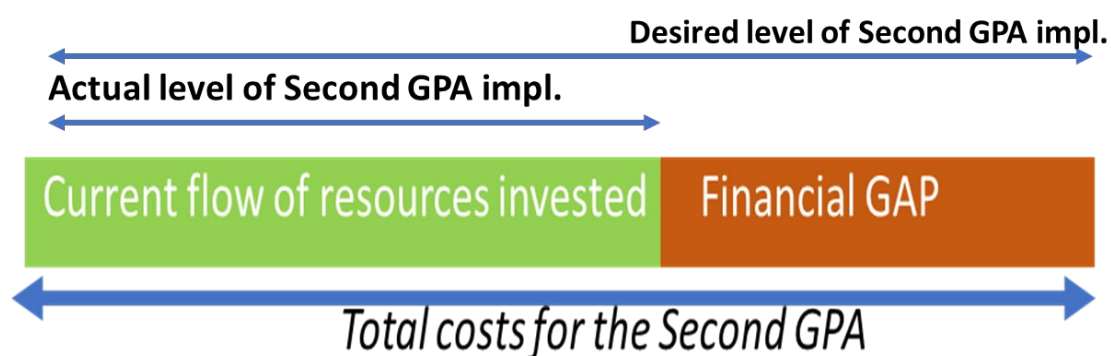 Desired level of Second GPA impl.
Actual level of Second GPA impl.
Current flow of resources invested
Financial GAP
Total costs for the Second GPA